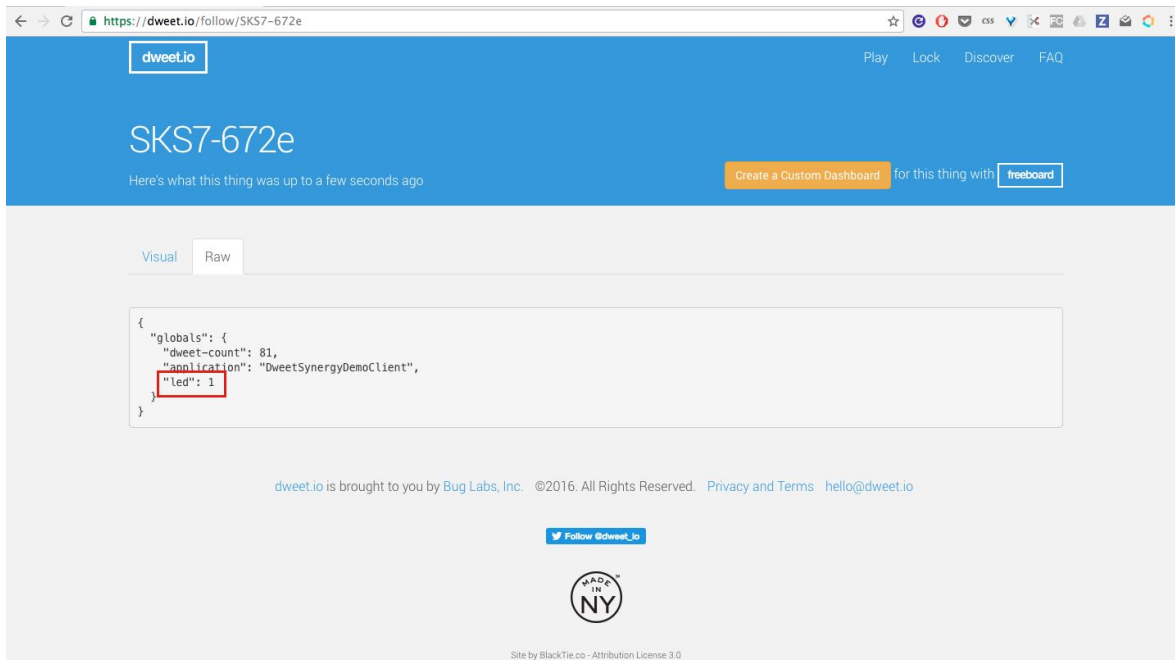 https://dweet.io/follow/SKS7-672e
css
FC
Z
dweet.io
Play Lock Discover FAQ
SKS7-672e
Here's what this thing was up to a few seconds ago
Create a Custom Dashboard for this thing with freeboard
Visual Raw
{
"globals": {
"dweet-count": 81,
"application": "DweetSynergyDemoClient",
"led": 1
}
}
dweet.io is brought to you by Bug Labs, Inc. ©2016. All Rights Reserved. Privacy and Terms hello@dweet.io
Follow @dweet_io
MADE
IN
NY
Site by BlackTie.co - Attribution License 3.0